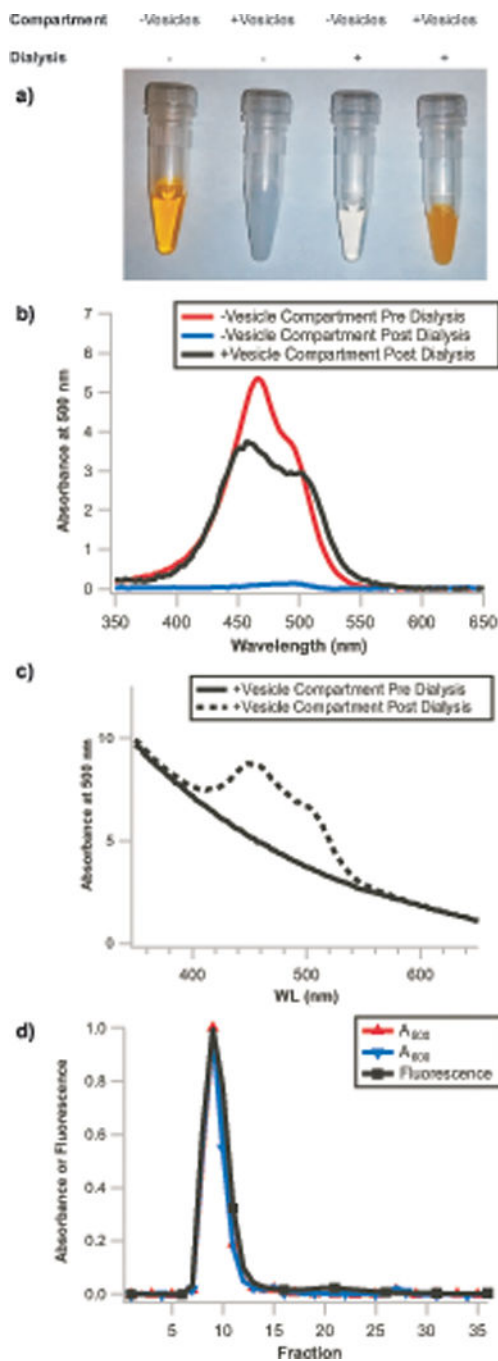 Compartment -Vesicles +Vesicles -Vesicles +Vesicles
Dialysis - - + +
a)
b)
7
6
5
4
3
2
1
0
Absorbance at 500 nm
-Vesicle Compartment Pre Dialysis
-Vesicle Compartment Post Dialysis
+Vesicle Compartment Post Dialysis
350 400 450 500 550 600 650
Wavelength (nm)
c)
+Vesicle Compartment Pre Dialysis
+Vesicle Compartment Post Dialysis
10
5
0
Absorbance at 500 nm
400 500 600
WL (nm)
d)
1.0
0.8
0.6
0.4
0.2
0.0
Absorbance or Fluorescence
A
A
Fluorescence
5 10 15 20 25 30 35
Fraction